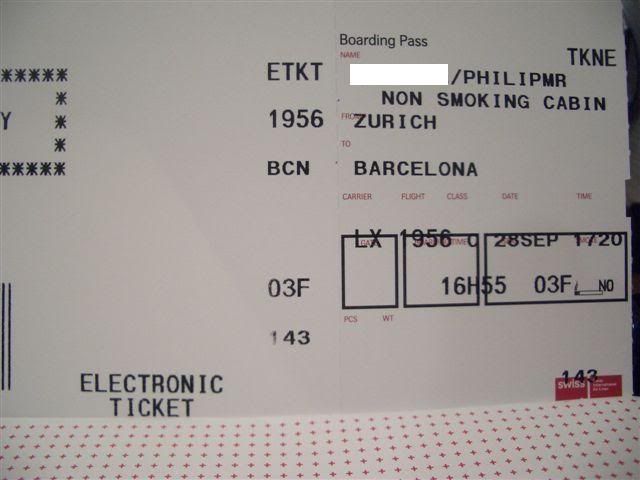 Boarding Pass
NAME
TKNE
***** ETKT /PHILIPMR
* NON SMOKING CABIN
Y * 1956 FROM ZURICH
* TO
***** BCN BARCELONA
CARRIER FLIGHT CLASS DATE TIME
LX 1956 Q 28SEP 1720
GATE
03F 16H55 03F NO
PCS WT
143
143
swiss
ELECTRONIC
TICKET